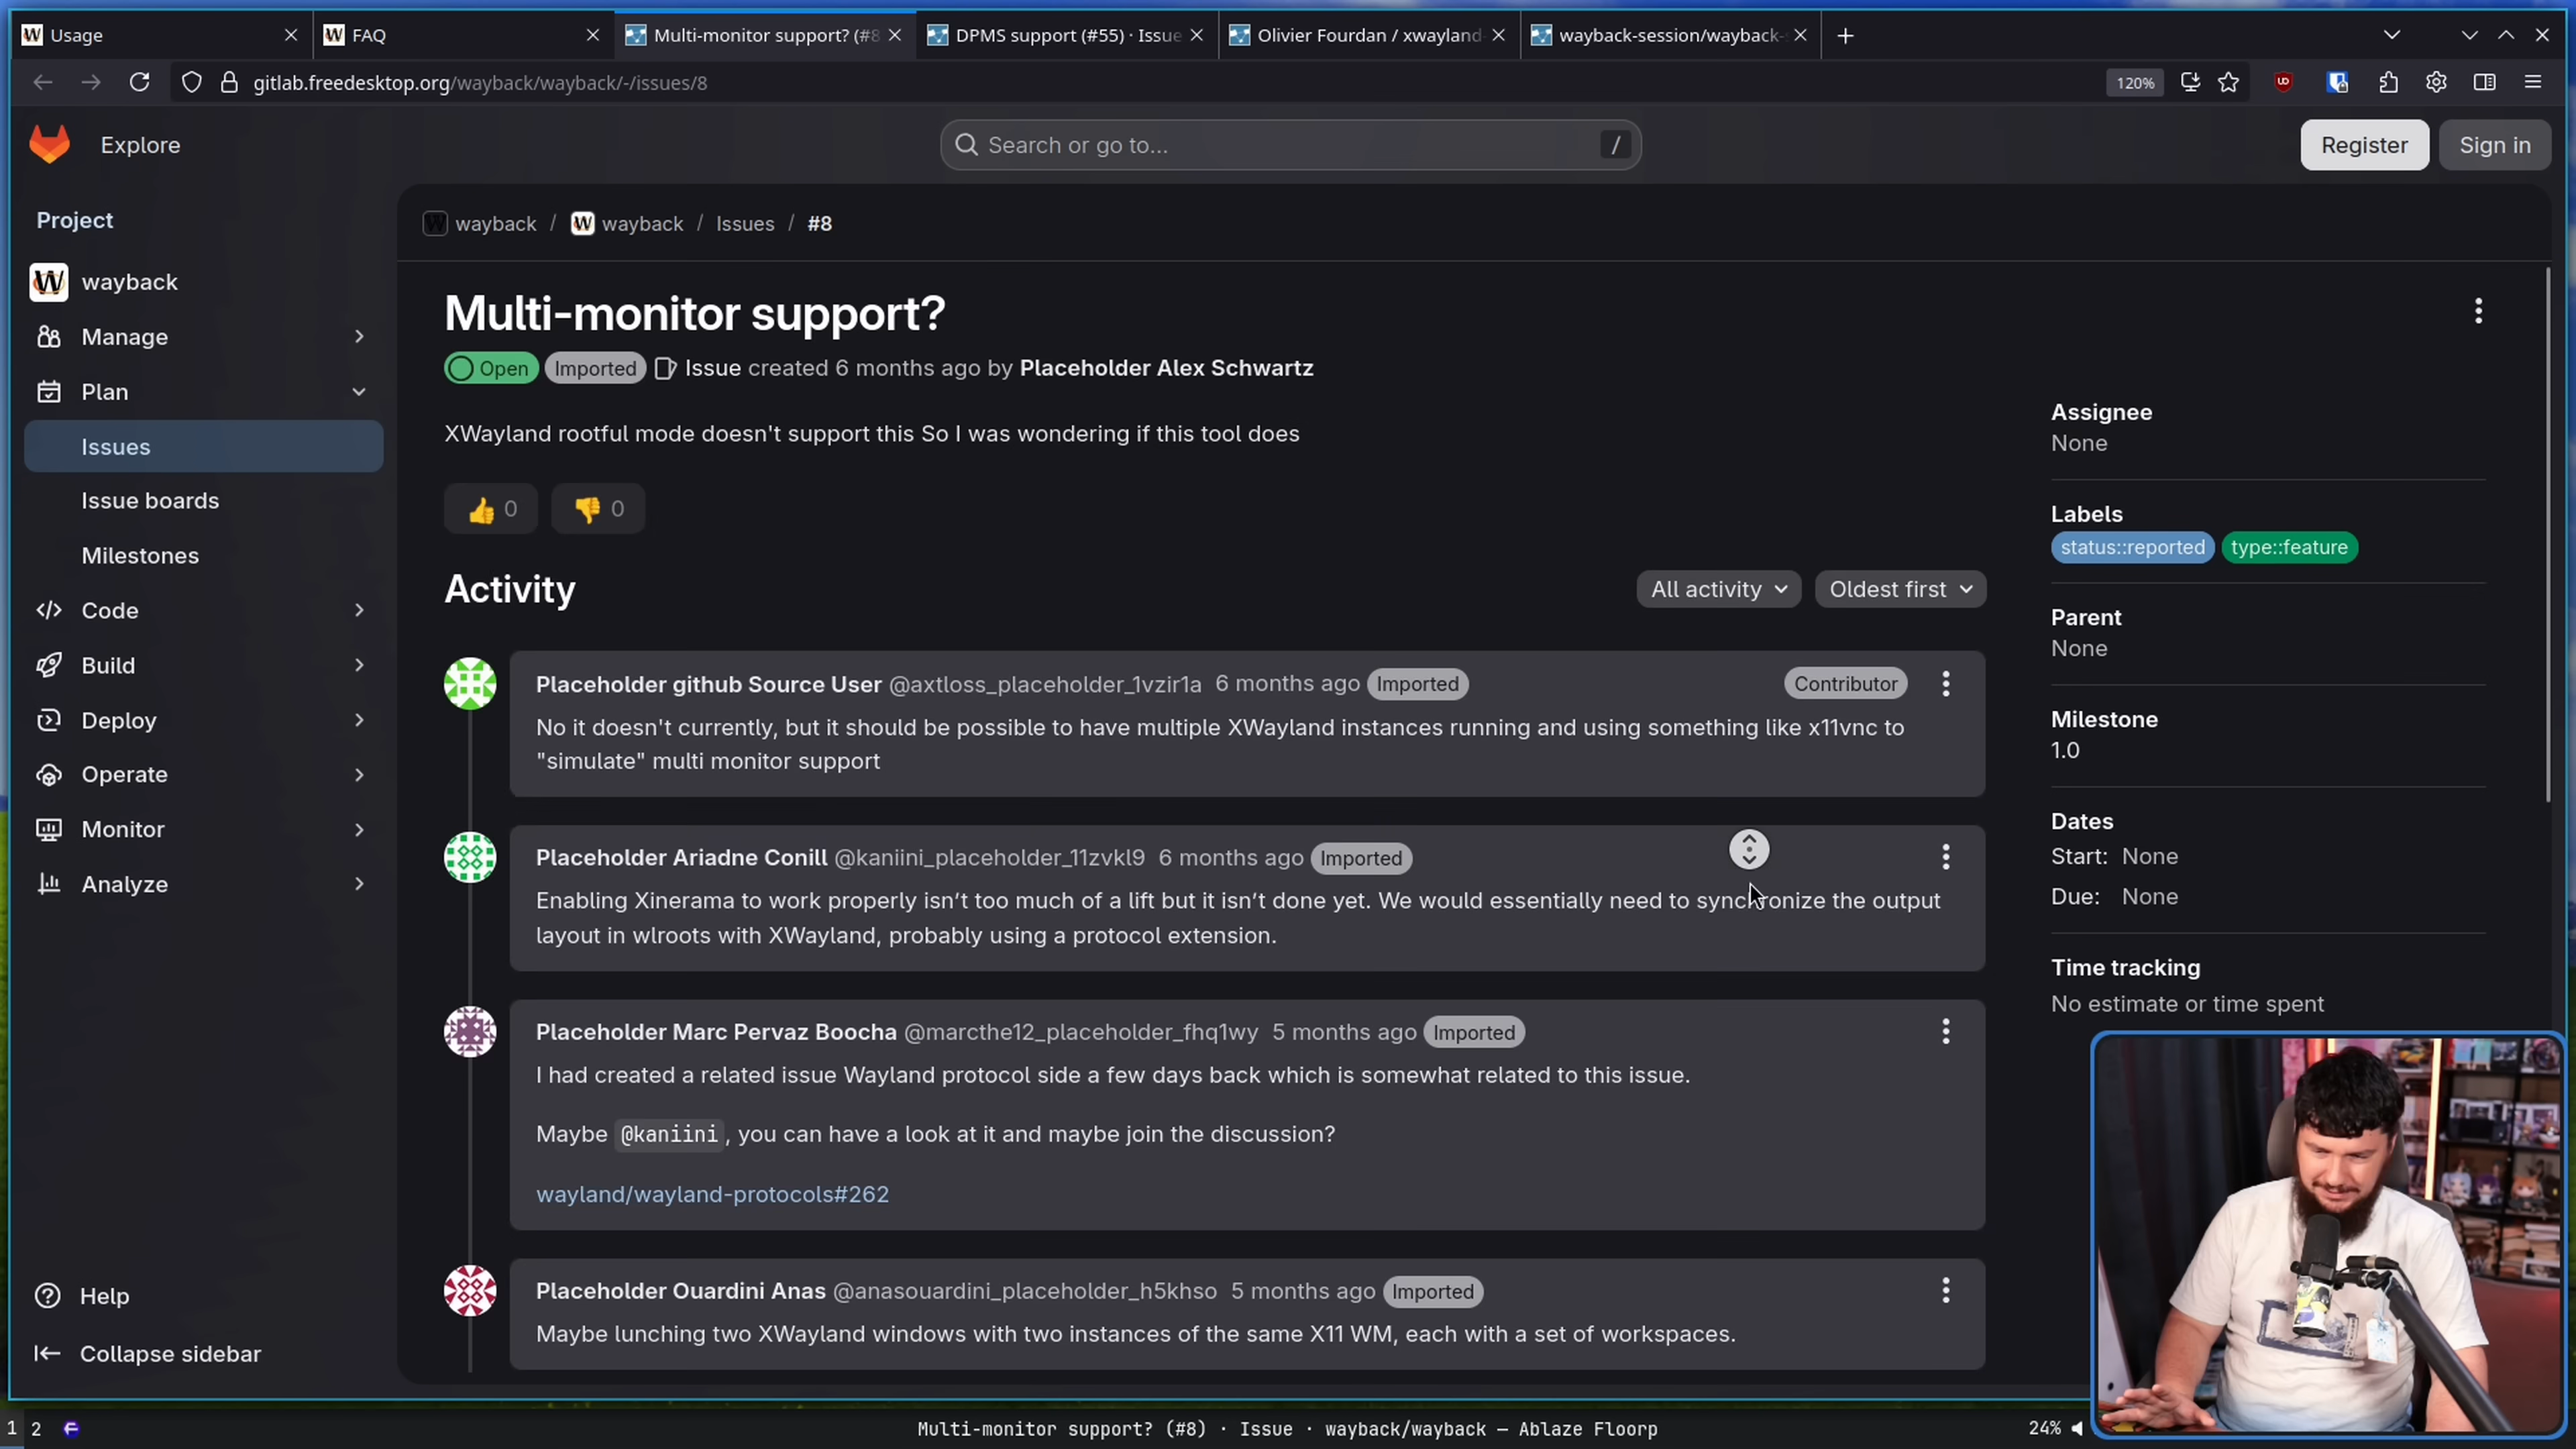 Usage
FAQ
Multi-monitor support? (#8
DPMS support (#55) · Issue
Olivier Fourdan / xwayland-
wayback-session/wayback-
gitlab.freedesktop.org/wayback/wayback/-/issues/8
120%
Explore
Search or go to...
/
Register
Sign in
Project
wayback
Manage
Plan
Issues
Issue boards
Milestones
Code
Build
Deploy
Operate
Monitor
Analyze
Help
Collapse sidebar
wayback / wayback / Issues / #8
Multi-monitor support?
Open Imported Issue created 6 months ago by Placeholder Alex Schwartz
XWayland rootful mode doesn't support this So I was wondering if this tool does
👍 0 👎 0
Activity
All activity
Oldest first
Placeholder github Source User @axtloss_placeholder_1vzir1a 6 months ago Imported Contributor
No it doesn't currently, but it should be possible to have multiple XWayland instances running and using something like x11vnc to
"simulate" multi monitor support
Placeholder Ariadne Conill @kaniini_placeholder_11zvkl9 6 months ago Imported
Enabling Xinerama to work properly isn’t too much of a lift but it isn’t done yet. We would essentially need to synchronize the output
layout in wlroots with XWayland, probably using a protocol extension.
Placeholder Marc Pervaz Boocha @marcthe12_placeholder_fhq1wy 5 months ago Imported
I had created a related issue Wayland protocol side a few days back which is somewhat related to this issue.
Maybe @kaniini, you can have a look at it and maybe join the discussion?
wayland/wayland-protocols#262
Placeholder Ouardini Anas @anasouardini_placeholder_h5khso 5 months ago Imported
Maybe lunching two XWayland windows with two instances of the same X11 WM, each with a set of workspaces.
Assignee
None
Labels
status::reported type::feature
Parent
None
Milestone
1.0
Dates
Start: None
Due: None
Time tracking
No estimate or time spent
1 2
Multi-monitor support? (#8) · Issue · wayback/wayback — Ablaze Floorp
24%